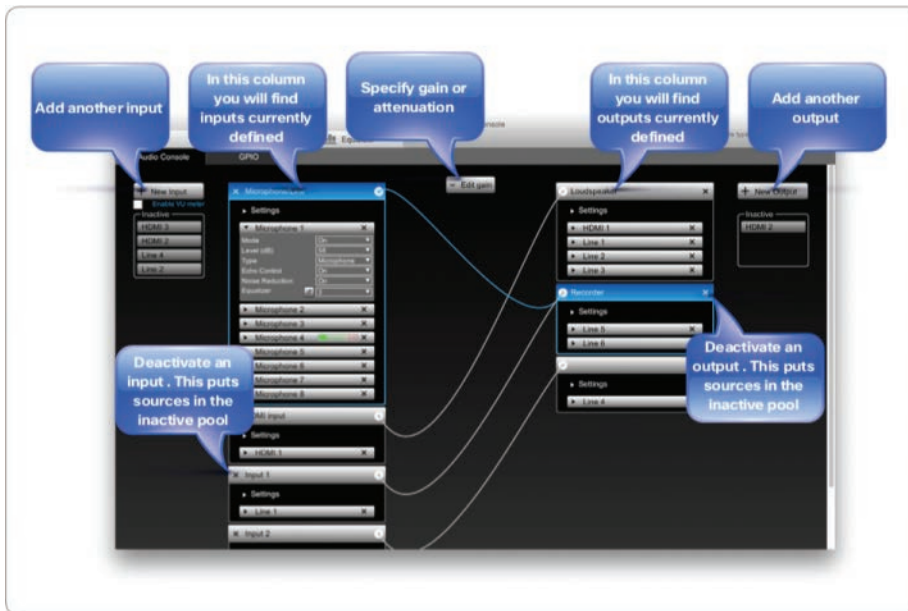 Add another input
In this column
you will find
inputs currently
defined
Specify gain or
attenuation
In this column
you will find
outputs currently
defined
Add another
output
console
Audio Console
GPIO
+ New Input
Enable VU meter
Inactive
HDMI 3
HDMI 2
Line 4
Line 2
Microphone/Line
Settings
Microphone 1
Mode On
Level (dB)
Type Microphone
Echo Control On
Noise Reduction On
Equalizer
Microphone 2
Microphone 3
Microphone 4
Microphone 5
Microphone 6
Microphone 7
Microphone 8
Deactivate an
input . This puts
sources in the
inactive pool
MI input
Settings
HDMI 1
Input 1
Settings
Line 1
Input 2
Edit gain
Loudspeaker
Settings
HDMI 1
Line 1
Line 2
Line 3
Recorder
Settings
Line 5
Line 6
Settings
Line 4
+ New Output
Inactive
HDMI 2
Deactivate an
output . This puts
sources in the
inactive pool